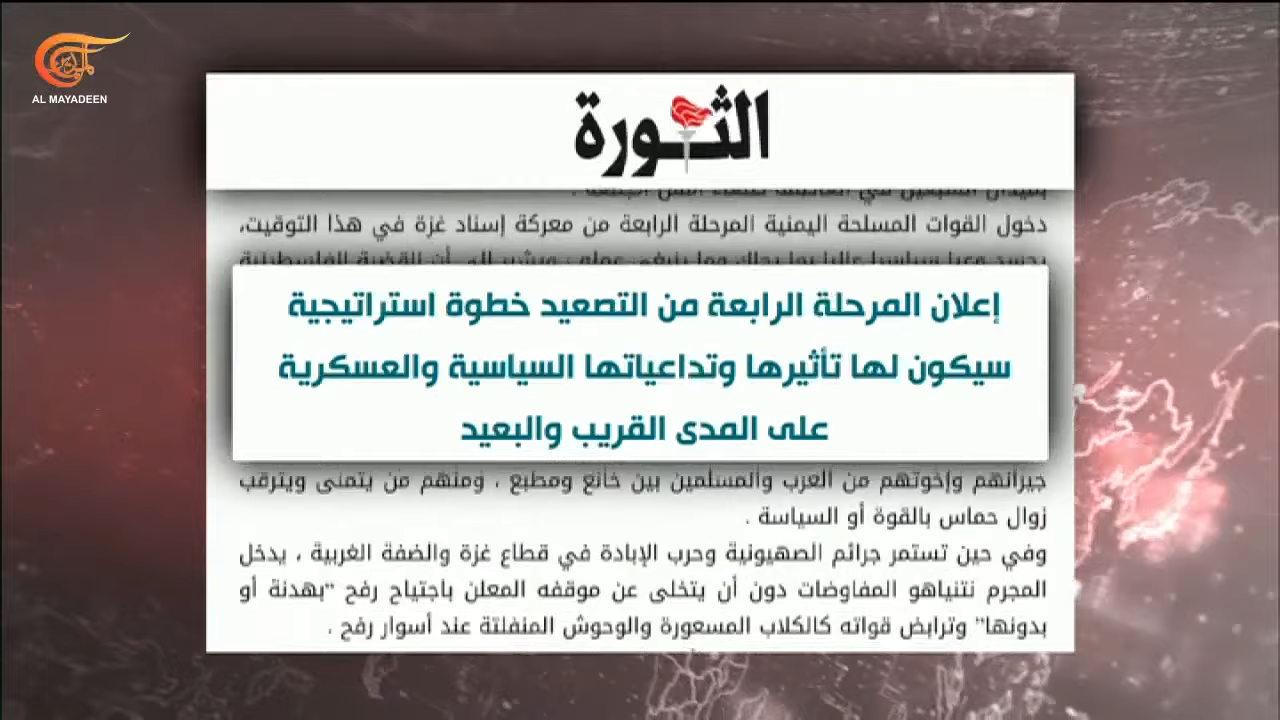 AL MAYADEEN
الثورة
دخول القوات المسلحة اليمنية المرحلة الرابعة من معركة إسناد غزة في هذا التوقيت،
إعلان المرحلة الرابعة من التصعيد خطوة استراتيجية
سيكون لها تأثيرها وتداعياتها السياسية والعسكرية
على المدى القريب والبعيد
جيرانهم وإخوتهم من العرب والمسلمين بين خانع ومطبع ، ومنهم من يتمنى ويترقب
زوال حماس بالقوة أو السياسة .
وفي حين تستمر جرائم الصهيونية وحرب الإبادة في قطاع غزة والضفة الغربية ، يدخل
المجرم نتنياهو المفاوضات دون أن يتخلى عن موقفه المعلن باجتياح رفح "بهدنة أو
بدونها" وترابض قواته كالكلاب المسعورة والوحوش المنفلتة عند أسوار رفح .